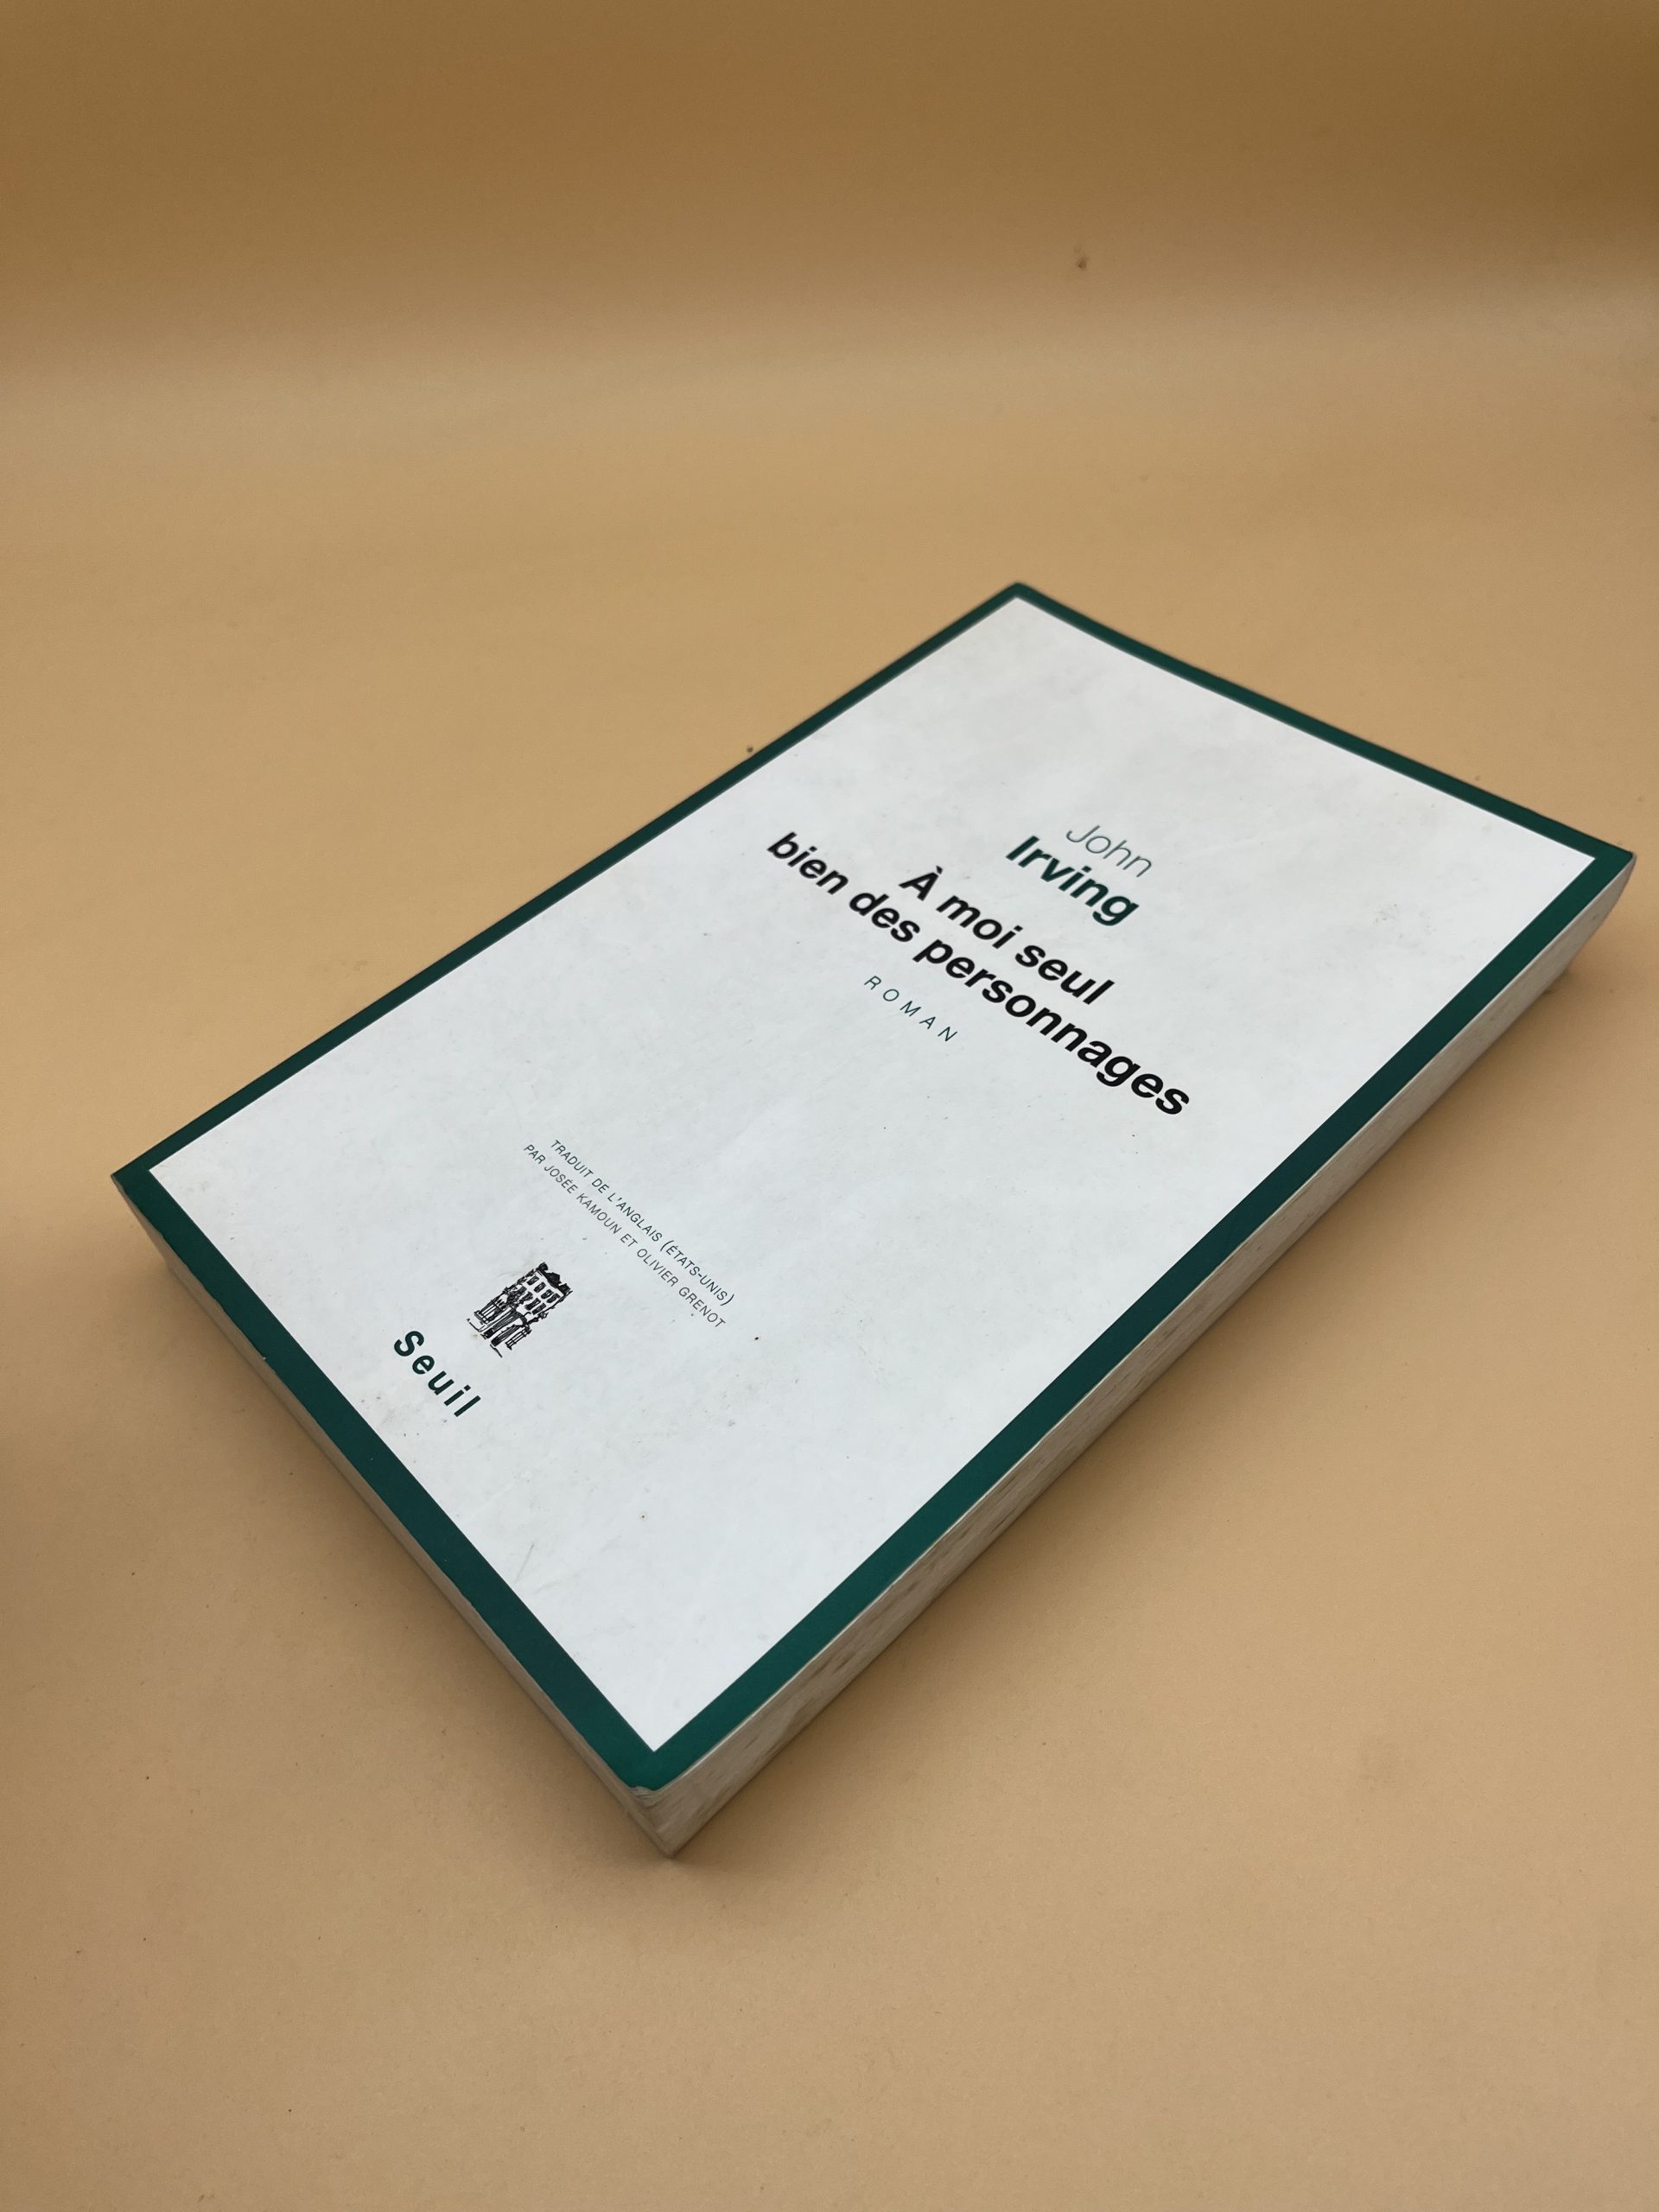 John
Irving
À moi seul
bien des personnages
ROMAN
TRADUIT DE L'ANGLAIS (ÉTATS-UNIS)
PAR JOSÉE KAMOUN ET OLIVIER GRENOT
Seuil